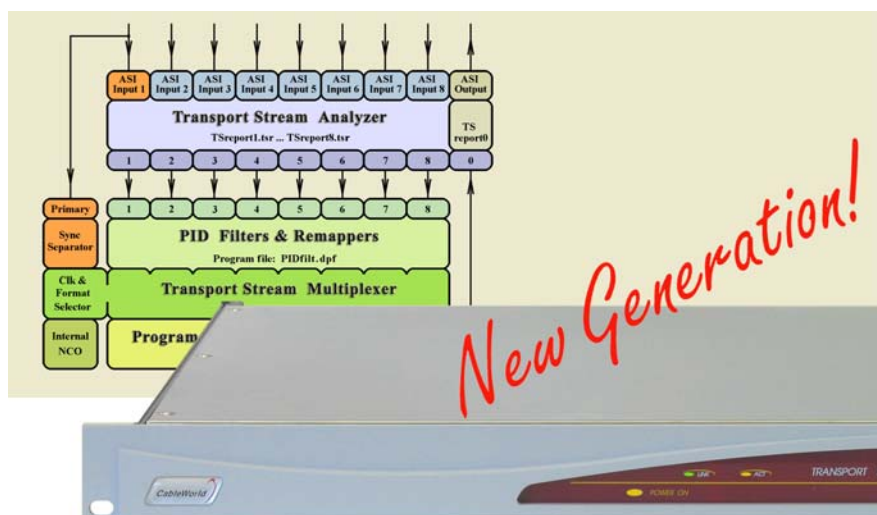 ASI Input 1 ASI Input 2 ASI Input 3 ASI Input 4 ASI Input 5 ASI Input 6 ASI Input 7 ASI Input 8 ASI Output
Transport Stream Analyzer
TSreport1.tsr ... TSreport8.tsr
TS report0
1 2 3 4 5 6 7 8 0
Primary 1 2 3 4 5 6 7 8
Sync Separator
PID Filters & Remappers
Program file: PIDfilt.dpf
Clk & Format Selector
Transport Stream Multiplexer
Internal NCO
Program
New Generation!
CableWorld
LINK ACT
TRANSPORT
POWER ON